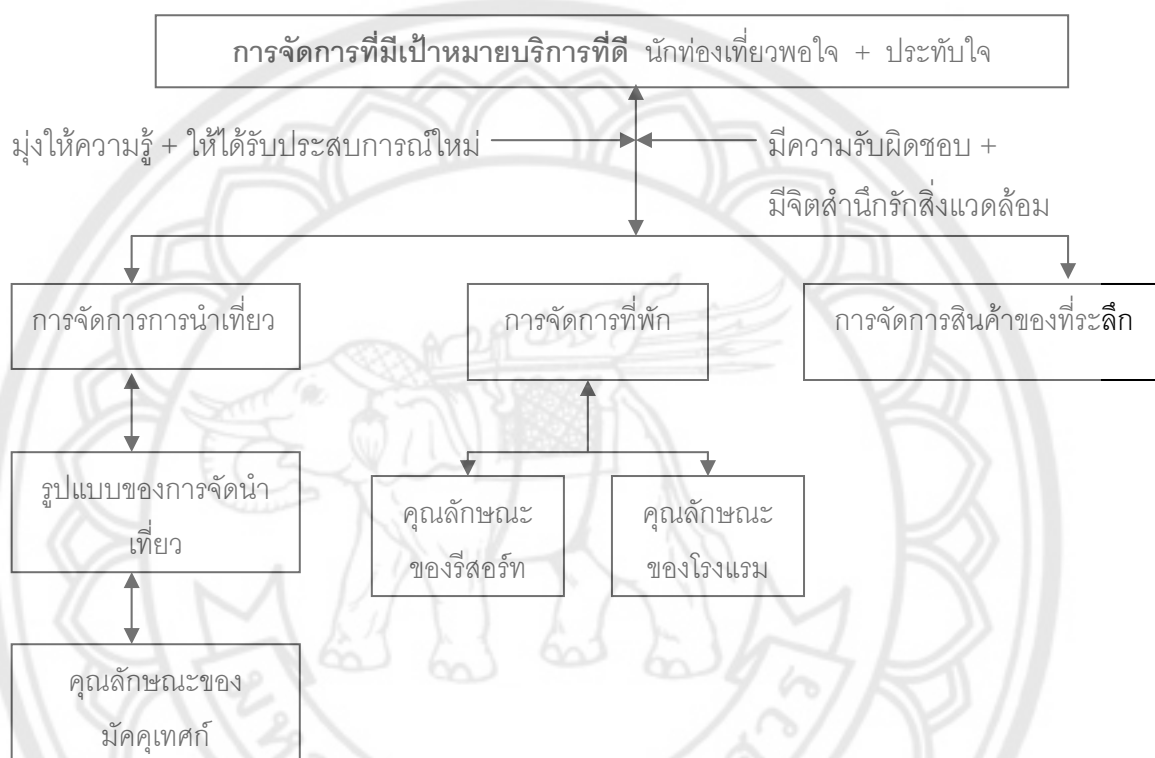 การจัดการที่มีเป้าหมายบริการที่ดี นักท่องเที่ยวพอใจ + ประทับใจ
มุ่งให้ความรู้ + ให้ได้รับประสบการณ์ใหม่
มีความรับผิดชอบ +
มีจิตสำนึกรักสิ่งแวดล้อม
การจัดการการนำเที่ยว
การจัดการที่พัก
การจัดการสินค้าของที่ระลึก
รูปแบบของการจัดนำ
เที่ยว
คุณลักษณะ
ของรีสอร์ท
คุณลักษณะ
ของโรงแรม
คุณลักษณะของ
มัคคุเทศก์